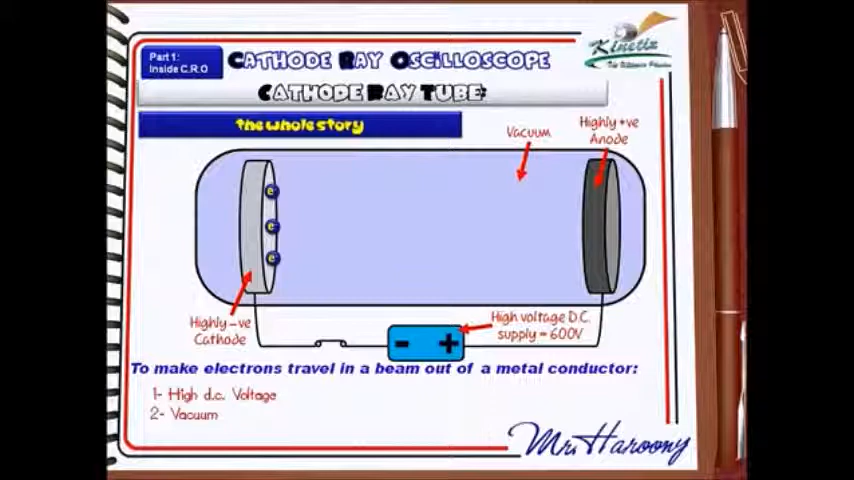 Part 1:
Inside C.R.O
CATHODE RAY OSCILLOSCOPE
Kinetix
CATHODE RAY TUBE:
The whole story
Vacuum
Highly +ve
Anode
e
e
e
Highly -ve
Cathode
High voltage D.C.
supply = 600V
- +
To make electrons travel in a beam out of a metal conductor:
1- High d.c. Voltage
2- Vacuum
Mr. Haroony